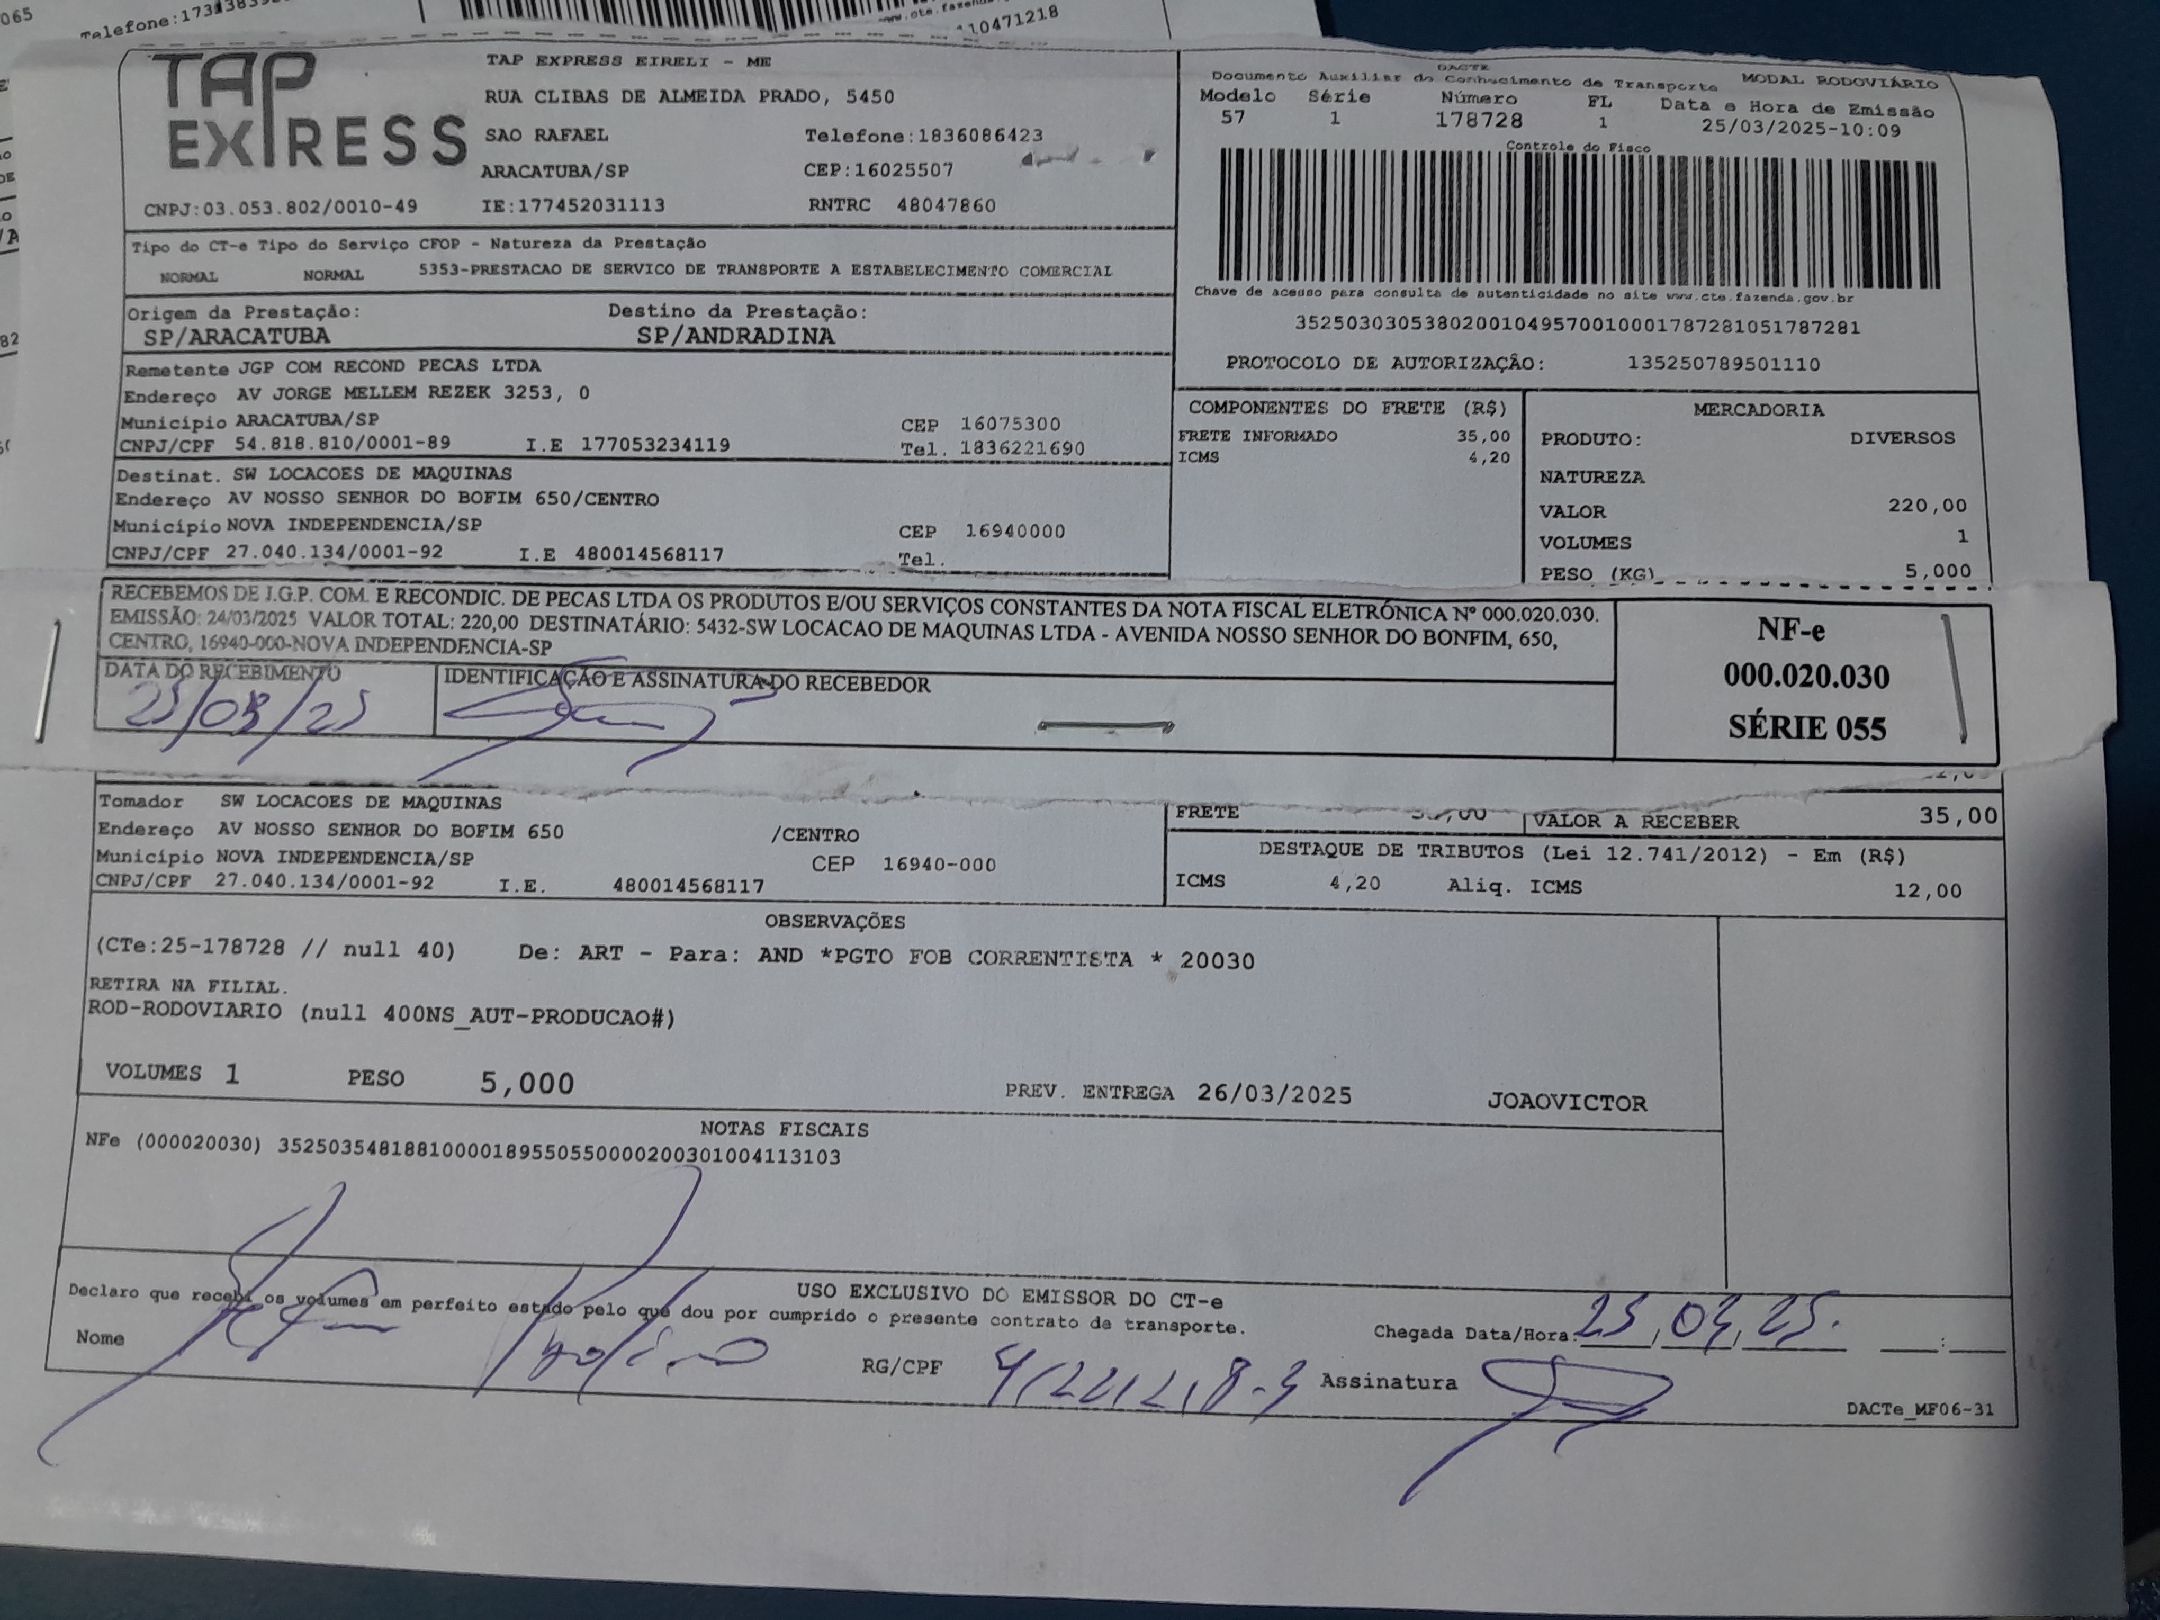 065
Telefone:
110471218
TAP EXPRESS
TAP EXPRESS EIRELI - ME
RUA CLIBAS DE ALMEIDA PRADO, 5450
SAO RAFAEL Telefone:1836086423
ARACATUBA/SP CEP:16025507
CNPJ:03.053.802/0010-49 IE:177452031113 RNTRC 48047860
DACTE
Documento Auxiliar do Conhecimento de Transporte MODAL RODOVIÁRIO
Modelo Série Número FL Data e Hora de Emissão
57 1 178728 1 25/03/2025-10:09
Controle do Fisco
Chave de acesso para consulta de autenticidade no site www.cte.fazenda.gov.br
35250303053802001049570010001787281051787281
PROTOCOLO DE AUTORIZAÇÃO: 135250789501110
Tipo do CT-e Tipo do Serviço CFOP - Natureza da Prestação
NORMAL NORMAL 5353-PRESTACAO DE SERVICO DE TRANSPORTE A ESTABELECIMENTO COMERCIAL
Origem da Prestação: Destino da Prestação:
SP/ARACATUBA SP/ANDRADINA
Remetente JGP COM RECOND PECAS LTDA
Endereço AV JORGE MELLEM REZEK 3253, 0
Município ARACATUBA/SP CEP 16075300
CNPJ/CPF 54.818.810/0001-89 I.E 177053234119 Tel. 1836221690
Destinat. SW LOCACOES DE MAQUINAS
Endereço AV NOSSO SENHOR DO BOFIM 650/CENTRO
Município NOVA INDEPENDENCIA/SP CEP 16940000
CNPJ/CPF 27.040.134/0001-92 I.E 480014568117 Tel.
COMPONENTES DO FRETE (R$)
FRETE INFORMADO 35,00
ICMS 4,20
MERCADORIA
PRODUTO: DIVERSOS
NATUREZA
VALOR 220,00
VOLUMES 1
PESO (KG) 5,000
RECEBEMOS DE J.G.P. COM. E RECONDIC. DE PECAS LTDA OS PRODUTOS E/OU SERVIÇOS CONSTANTES DA NOTA FISCAL ELETRÔNICA Nº 000.020.030.
EMISSÃO: 24/03/2025 VALOR TOTAL: 220,00 DESTINATÁRIO: 5432-SW LOCACAO DE MAQUINAS LTDA - AVENIDA NOSSO SENHOR DO BONFIM, 650,
CENTRO, 16940-000-NOVA INDEPENDENCIA-SP
DATA DO RECEBIMENTO IDENTIFICAÇÃO E ASSINATURA DO RECEBEDOR
NF-e
000.020.030
SÉRIE 055
Tomador SW LOCACOES DE MAQUINAS
Endereço AV NOSSO SENHOR DO BOFIM 650 /CENTRO
Município NOVA INDEPENDENCIA/SP CEP 16940-000
CNPJ/CPF 27.040.134/0001-92 I.E. 480014568117
FRETE VALOR A RECEBER 35,00
DESTAQUE DE TRIBUTOS (Lei 12.741/2012) - Em (R$)
ICMS 4,20 Aliq. ICMS 12,00
OBSERVAÇÕES
(CTe:25-178728 // null 40) De: ART - Para: AND *PGTO FOB CORRENTISTA * 20030
RETIRA NA FILIAL.
ROD-RODOVIARIO (null 400NS_AUT-PRODUCAO#)
VOLUMES 1 PESO 5,000 PREV. ENTREGA 26/03/2025 JOAOVICTOR
NOTAS FISCAIS
NFe (000020030) 35250354818810000189550550000200301004113103
USO EXCLUSIVO DO EMISSOR DO CT-e
Declaro que recebi os volumes em perfeito estado pelo que dou por cumprido o presente contrato de transporte.
Chegada Data/Hora:
Nome RG/CPF Assinatura
DACTe_MF06-31